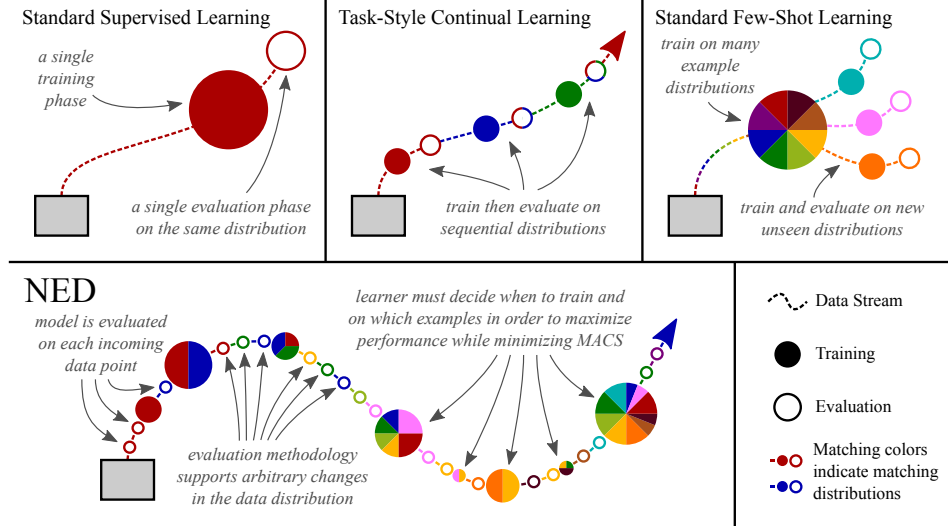 Standard Supervised Learning
a single
training
phase
a single evaluation phase
on the same distribution
Task-Style Continual Learning
train then evaluate on
sequential distributions
Standard Few-Shot Learning
train on many
example
distributions
train and evaluate on new
unseen distributions
NED
model is evaluated
on each incoming
data point
evaluation methodology
supports arbitrary changes
in the data distribution
learner must decide when to train and
on which examples in order to maximize
performance while minimizing MACS
Data Stream
Training
Evaluation
Matching colors
indicate matching
distributions